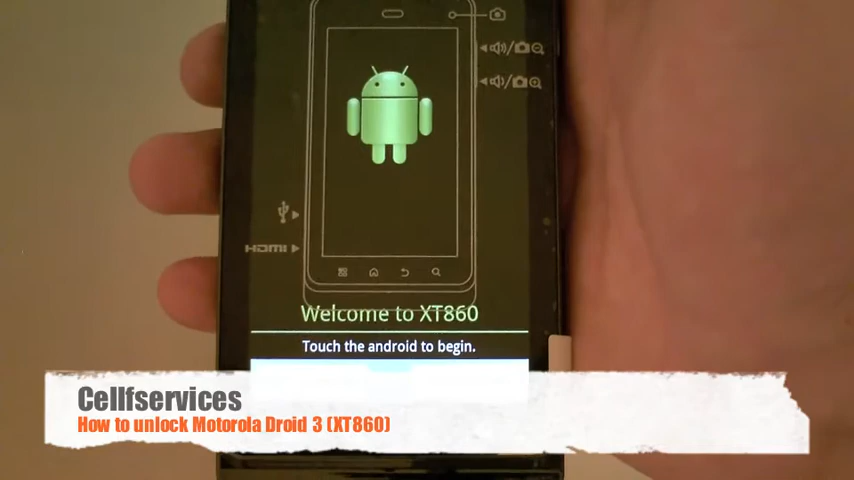 HDMI
Welcome to XT860
Touch the android to begin.
Cellfservices
How to unlock Motorola Droid 3 (XT860)